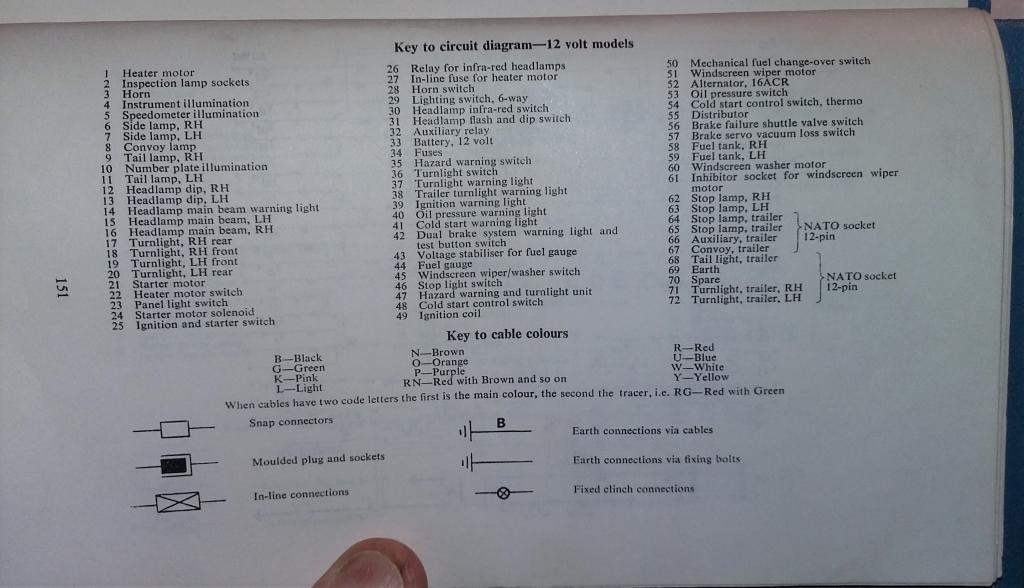 Key to circuit diagram—12 volt models
1 Heater motor
2 Inspection lamp sockets
3 Horn
4 Instrument illumination
5 Speedometer illumination
6 Side lamp, RH
7 Side lamp, LH
8 Convoy lamp
9 Tail lamp, RH
10 Number plate illumination
11 Tail lamp, LH
12 Headlamp dip, RH
13 Headlamp dip, LH
14 Headlamp main beam warning light
15 Headlamp main beam, LH
16 Headlamp main beam, RH
17 Turnlight, RH rear
18 Turnlight, RH front
19 Turnlight, LH front
20 Turnlight, LH rear
21 Starter motor
22 Heater motor switch
23 Panel light switch
24 Starter motor solenoid
25 Ignition and starter switch
26 Relay for infra-red headlamps
27 In-line fuse for heater motor
28 Horn switch
29 Lighting switch, 6-way
30 Headlamp infra-red switch
31 Headlamp flash and dip switch
32 Auxiliary relay
33 Battery, 12 volt
34 Fuses
35 Hazard warning switch
36 Turnlight switch
37 Turnlight warning light
38 Trailer turnlight warning light
39 Ignition warning light
40 Oil pressure warning light
41 Cold start warning light
42 Dual brake system warning light and
test button switch
43 Voltage stabiliser for fuel gauge
44 Fuel gauge
45 Windscreen wiper/washer switch
46 Stop light switch
47 Hazard warning and turnlight unit
48 Cold start control switch
49 Ignition coil
50 Mechanical fuel change-over switch
51 Windscreen wiper motor
52 Alternator, 16ACR
53 Oil pressure switch
54 Cold start control switch, thermo
55 Distributor
56 Brake failure shuttle valve switch
57 Brake servo vacuum loss switch
58 Fuel tank, RH
59 Fuel tank, LH
60 Windscreen washer motor
61 Inhibitor socket for windscreen wiper
motor
62 Stop lamp, RH
63 Stop lamp, LH
64 Stop lamp, trailer
65 Stop lamp, trailer
66 Auxiliary, trailer
67 Convoy, trailer
NATO socket
12-pin
68 Tail light, trailer
69 Earth
70 Spare
71 Turnlight, trailer, RH
72 Turnlight, trailer, LH
NATO socket
12-pin
151
Key to cable colours
B—Black
G—Green
K—Pink
L—Light
N—Brown
O—Orange
P—Purple
RN—Red with Brown and so on
R—Red
U—Blue
W—White
Y—Yellow
When cables have two code letters the first is the main colour, the second the tracer, i.e. RG—Red with Green
Snap connectors
Moulded plug and sockets
In-line connections
B
Earth connections via cables
Earth connections via fixing bolts
Fixed clinch connections